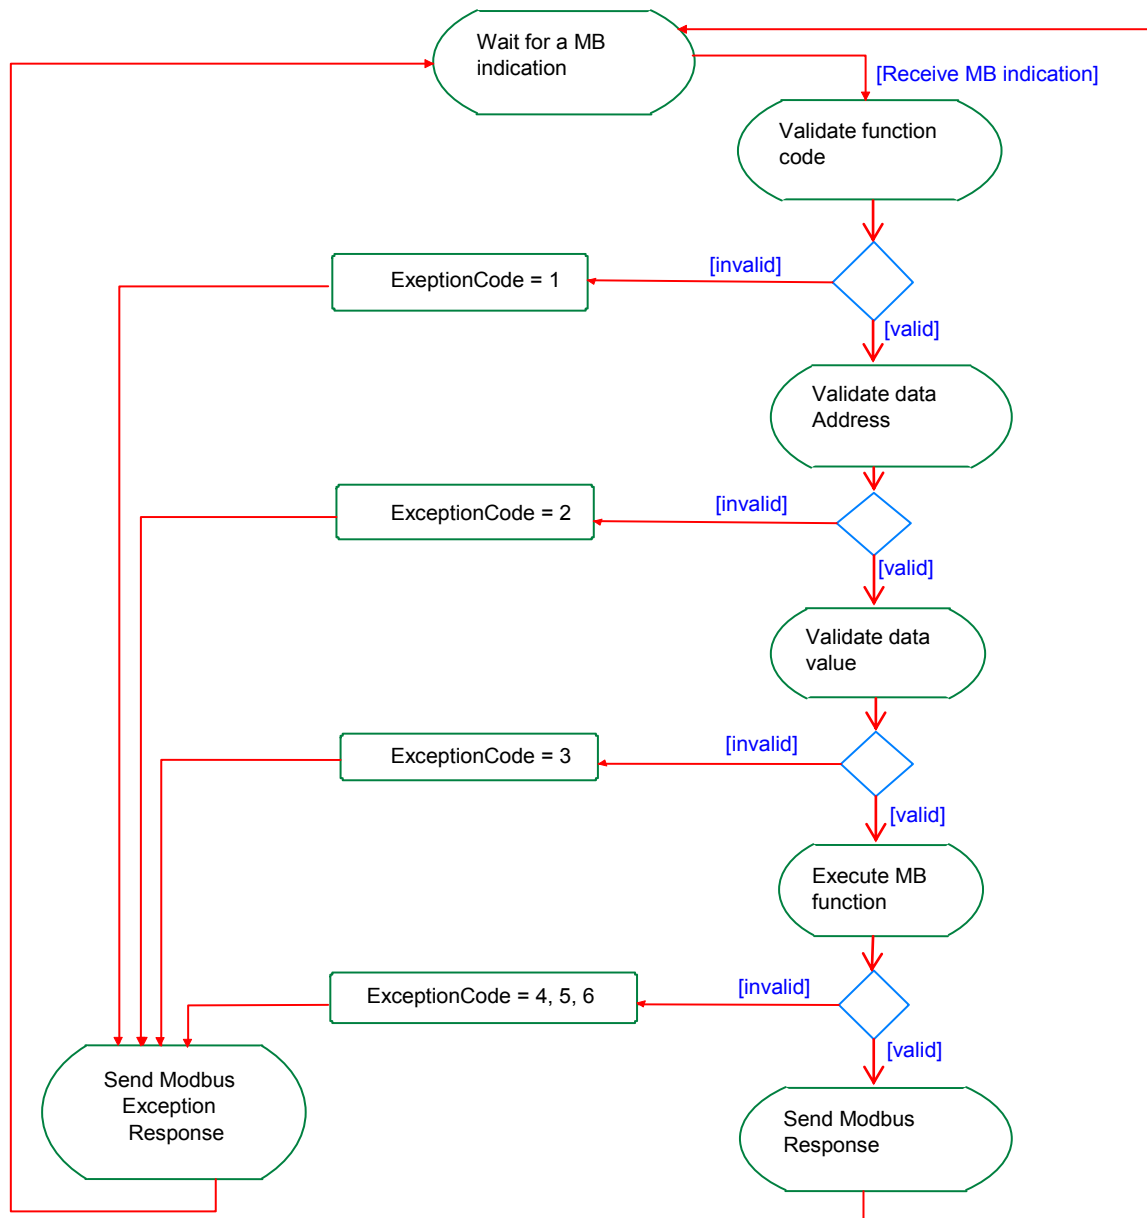 Wait for a MB
indication
[Receive MB indication]
Validate function
code
[invalid]
ExeptionCode = 1
[valid]
Validate data
Address
[invalid]
ExceptionCode = 2
[valid]
Validate data
value
[invalid]
ExceptionCode = 3
[valid]
Execute MB
function
[invalid]
ExceptionCode = 4, 5, 6
[valid]
Send Modbus
Exception
Response
Send Modbus
Response